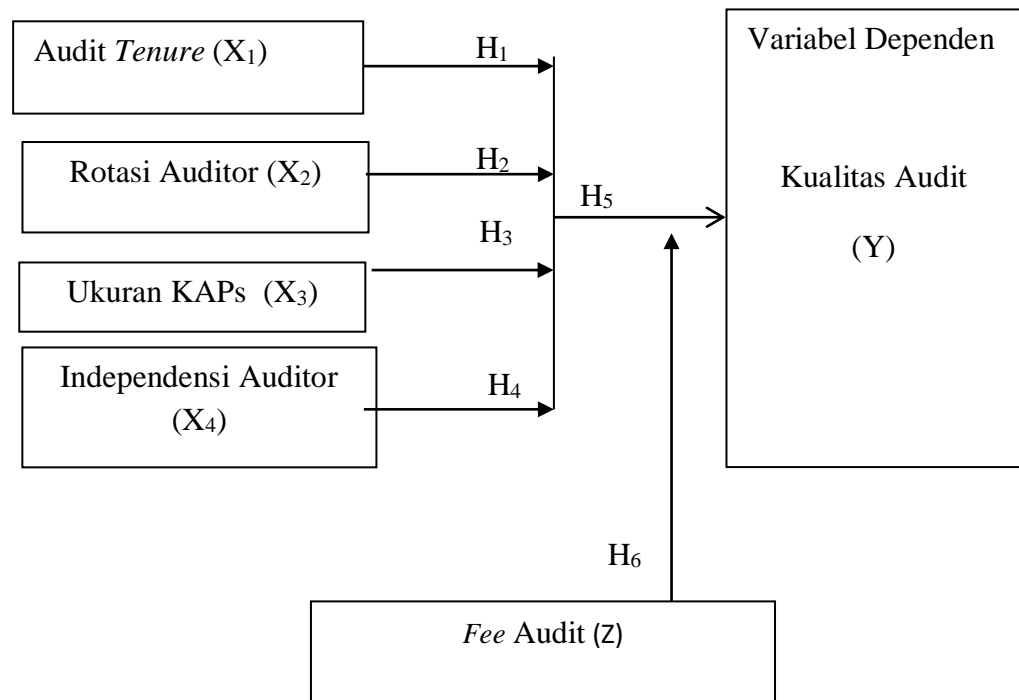 Audit Tenure (X₁)
H₁
Variabel Dependen
Rotasi Auditor (X₂)
H₂
Kualitas Audit
H₅
(Y)
H₃
Ukuran KAPs (X₃)
Independensi Auditor
(X₄)
H₄
H₆
Fee Audit (Z)